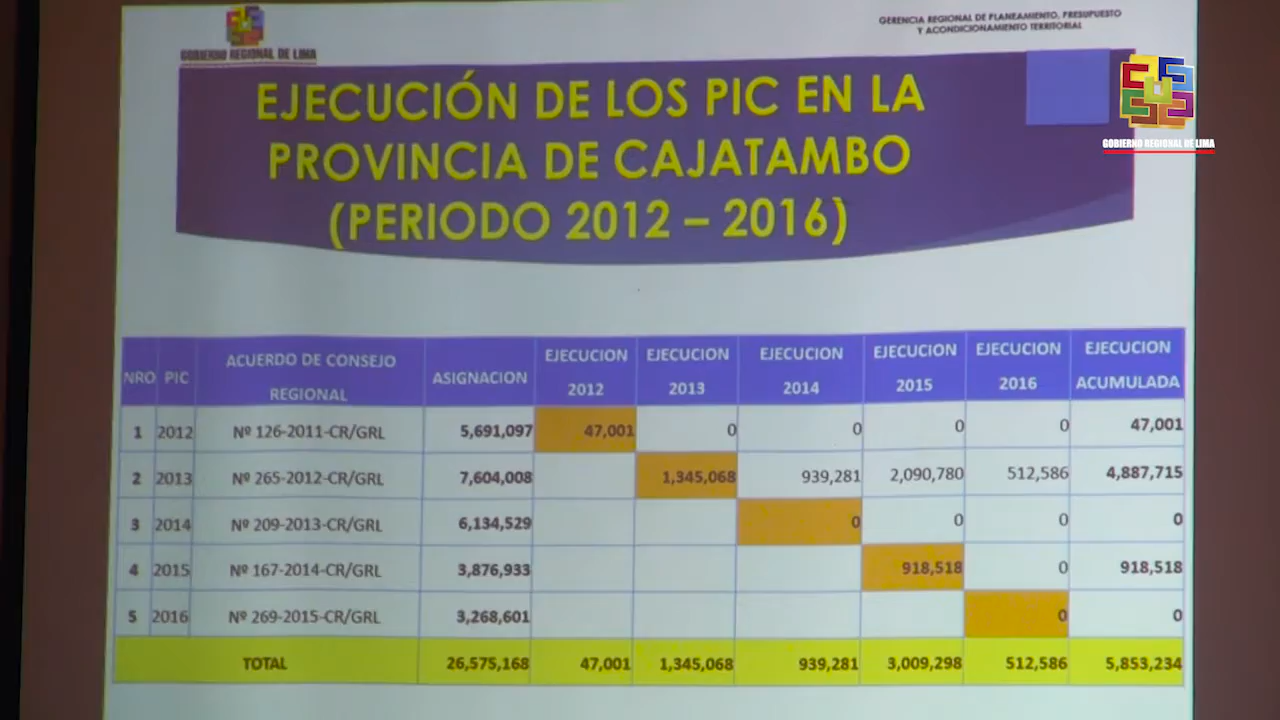 GOBIERNO REGIONAL DE LIMA
GERENCIA REGIONAL DE PLANEAMIENTO, PRESUPUESTO
Y ACONDICIONAMIENTO TERRITORIAL
GOBIERNO REGIONAL DE LIMA
EJECUCIÓN DE LOS PIC EN LA
PROVINCIA DE CAJATAMBO
(PERIODO 2012 – 2016)
NRO PIC ACUERDO DE CONSEJO REGIONAL ASIGNACION EJECUCION 2012 EJECUCION 2013 EJECUCION 2014 EJECUCION 2015 EJECUCION 2016 EJECUCION ACUMULADA
1 2012 Nº 126-2011-CR/GRL 5,691,097 47,001 0 0 0 0 47,001
2 2013 Nº 265-2012-CR/GRL 7,604,008 1,345,068 939,281 2,090,780 512,586 4,887,715
3 2014 Nº 209-2013-CR/GRL 6,134,529 0 0 0 0
4 2015 Nº 167-2014-CR/GRL 3,876,933 918,518 0 918,518
5 2016 Nº 269-2015-CR/GRL 3,268,601 0 0
TOTAL 26,575,168 47,001 1,345,068 939,281 3,009,298 512,586 5,853,234